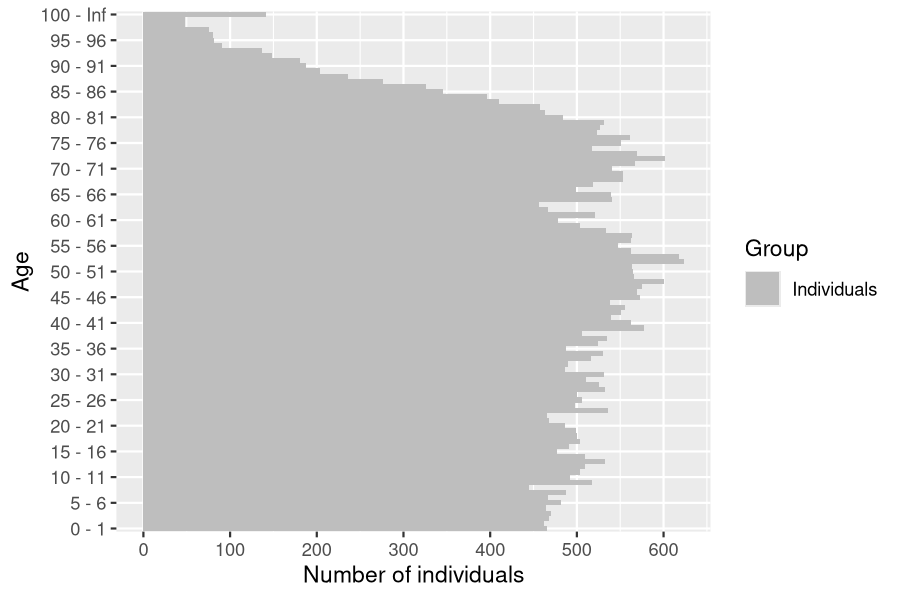 100 - Inf
95 - 96
90 - 91
85 - 86
80 - 81
75 - 76
70 - 71
65 - 66
60 - 61
55 - 56
50 - 51
45 - 46
40 - 41
35 - 36
30 - 31
25 - 26
20 - 21
15 - 16
10 - 11
5 - 6
0 - 1
Age
0 100 200 300 400 500 600
Number of individuals
Group
Individuals